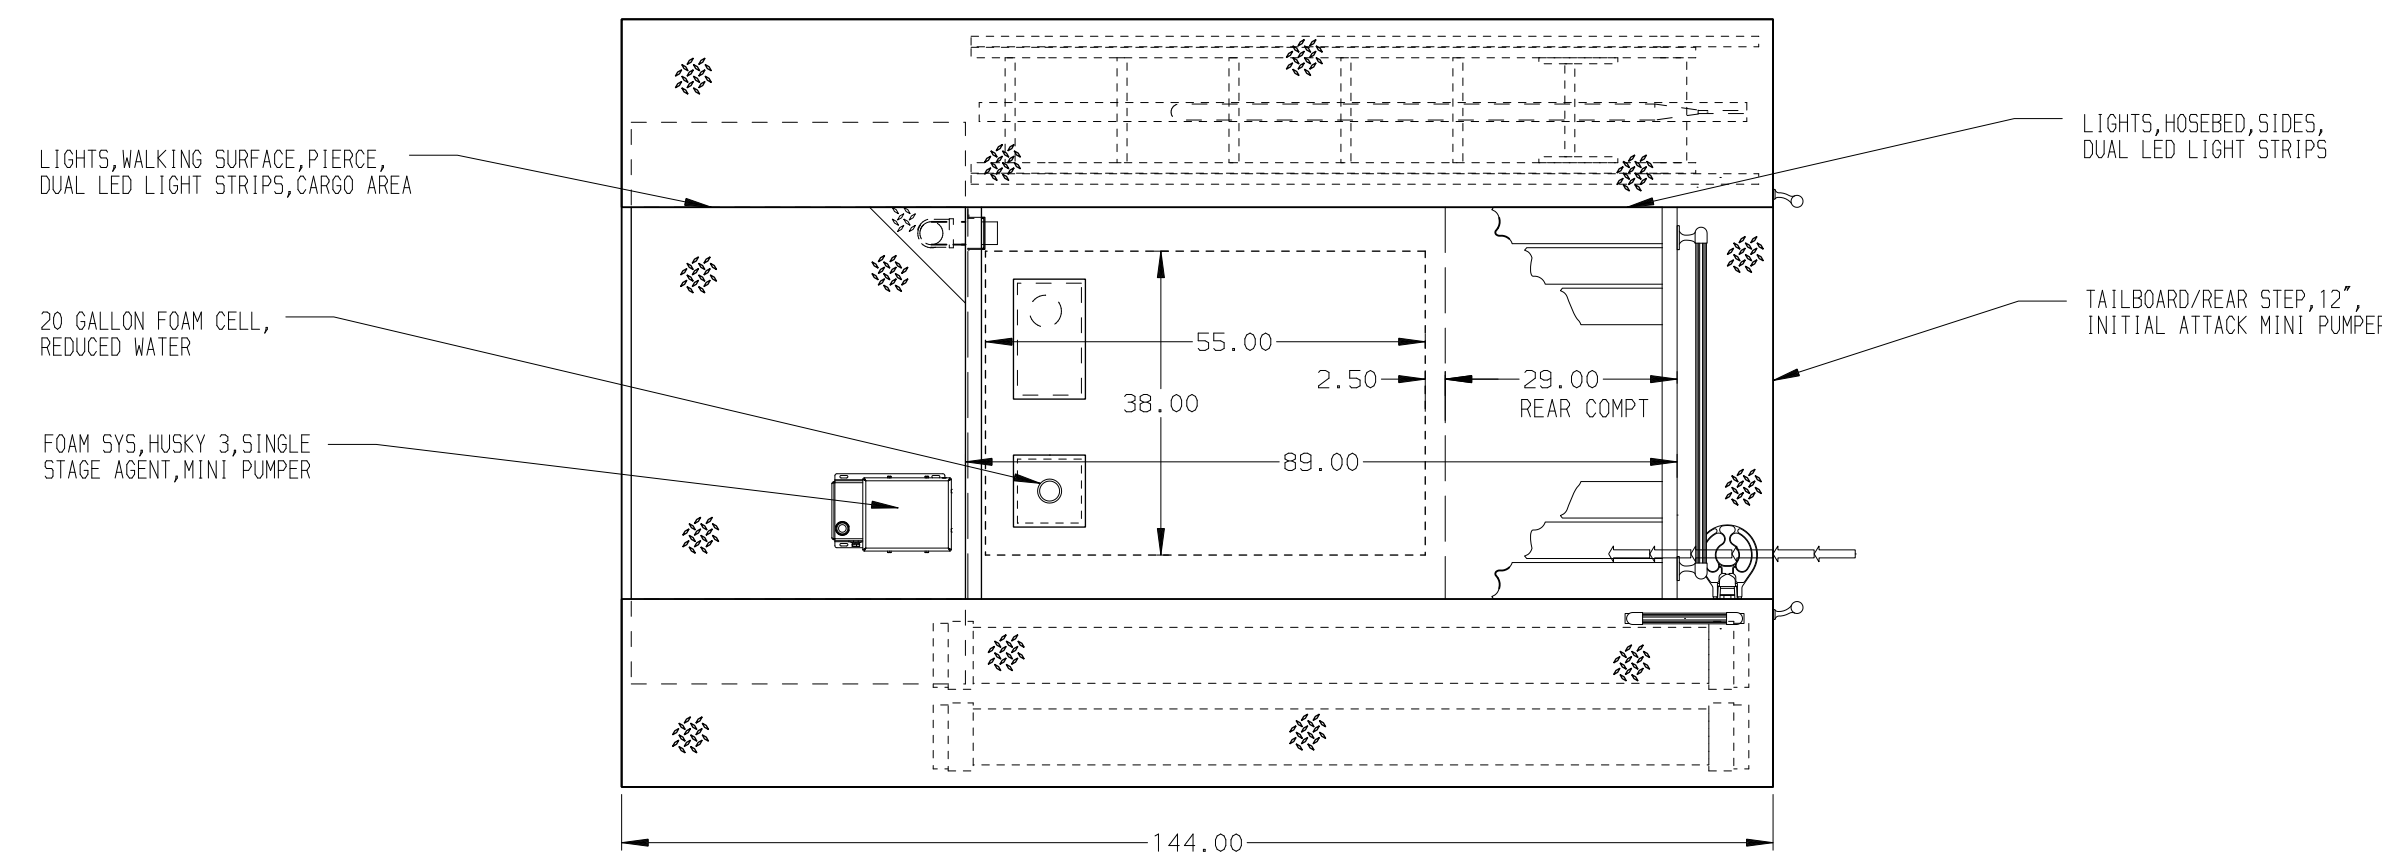 LIGHTS,WALKING SURFACE,PIERCE,
DUAL LED LIGHT STRIPS,CARGO AREA
20 GALLON FOAM CELL,
REDUCED WATER
FOAM SYS,HUSKY 3,SINGLE
STAGE AGENT,MINI PUMPER
LIGHTS,HOSEBED,SIDES,
DUAL LED LIGHT STRIPS
TAILBOARD/REAR STEP,12",
INITIAL ATTACK MINI PUMPER
55.00
2.50
29.00
REAR COMPT
38.00
89.00
144.00